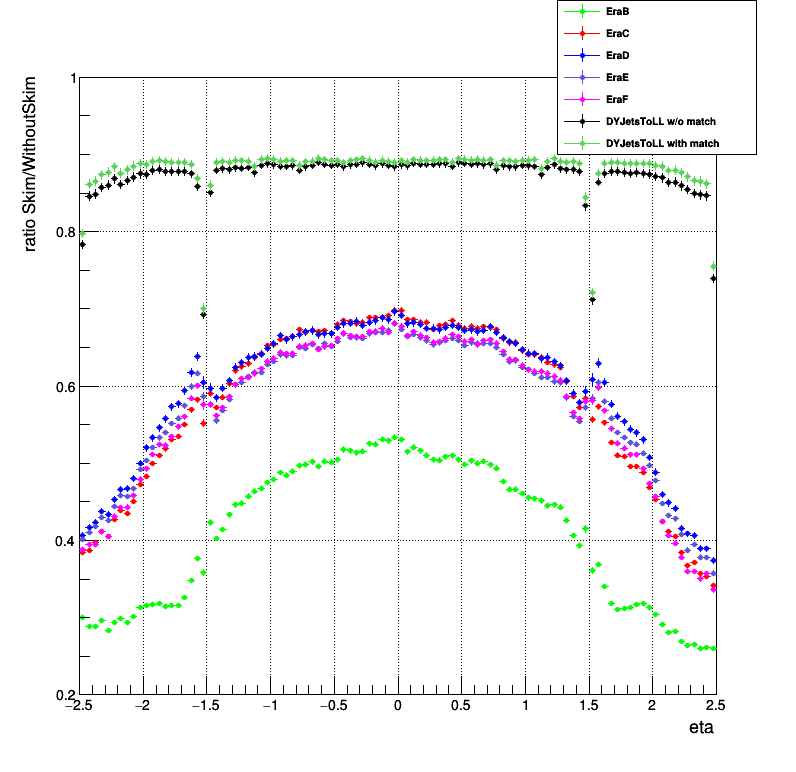 EraB
EraC
EraD
EraE
EraF
DYJetsToLL w/o match
DYJetsToLL with match
ratio Skim/WithoutSkim
1
0.8
0.6
0.4
0.2
−2.5 −2 −1.5 −1 −0.5 0 0.5 1 1.5 2 2.5
eta